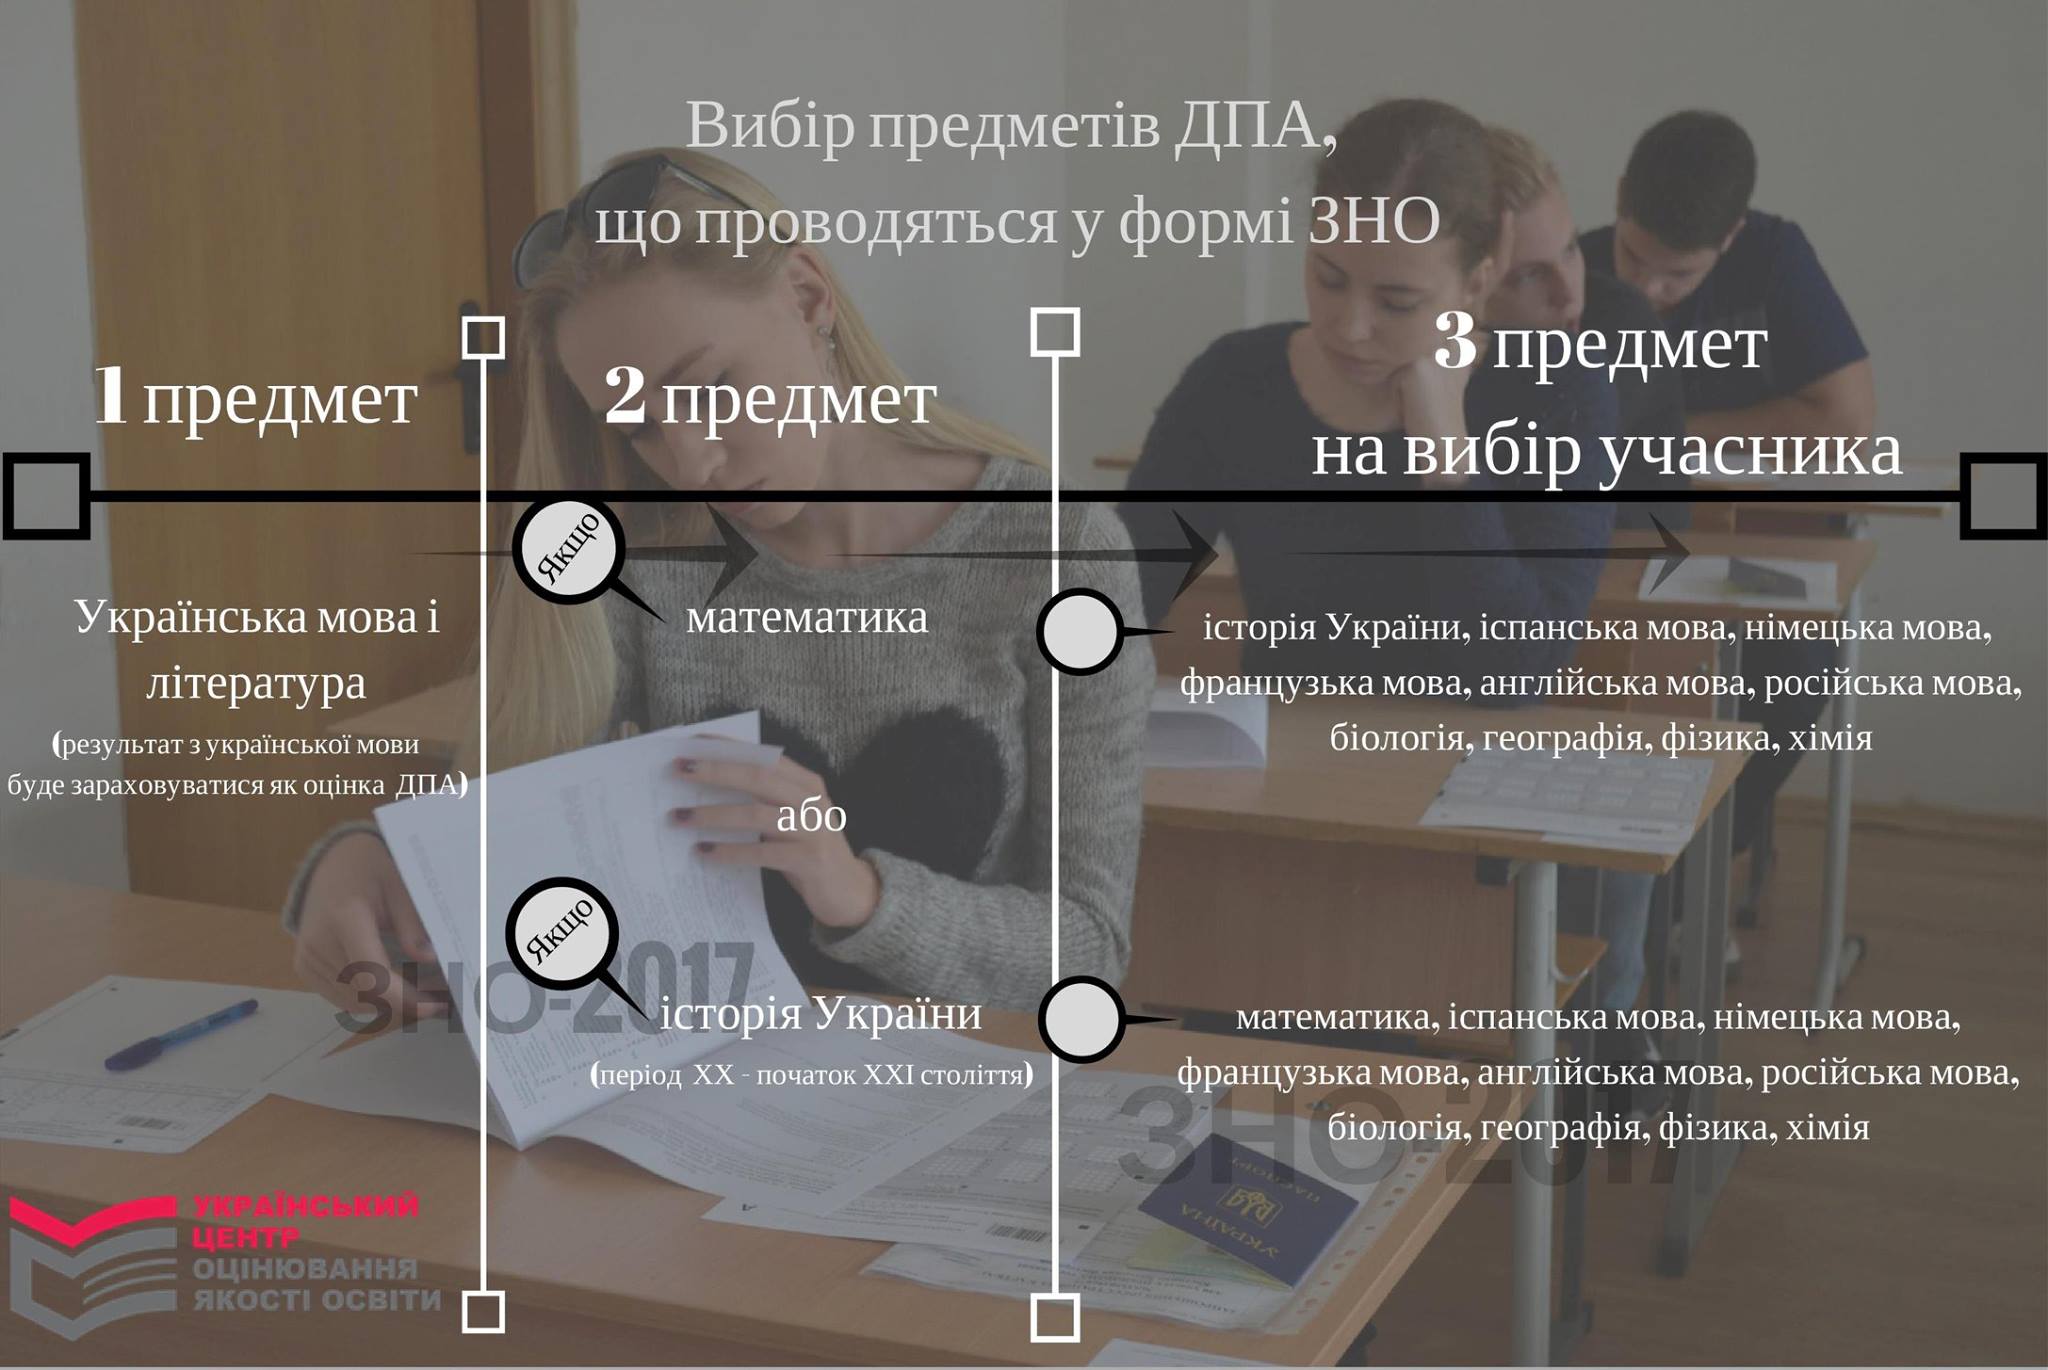 Вибір предметів ДПА,
що проводяться у формі ЗНО
1 предмет
Українська мова і
література
(результат з української мови
буде зараховуватися як оцінка ДПА)
2 предмет
Якщо
математика
або
Якщо
історія України
(період XX - початок XXI століття)
3 предмет
на вибір учасника
історія України, іспанська мова, німецька мова,
французька мова, англійська мова, російська мова,
біологія, географія, фізика, хімія
математика, іспанська мова, німецька мова,
французька мова, англійська мова, російська мова,
біологія, географія, фізика, хімія
ЗНО-2017
ЗНО-2017
УКРАЇНСЬКИЙ
ЦЕНТР
ОЦІНЮВАННЯ
ЯКОСТІ ОСВІТИ
ПАСПОРТ
УКРАЇНА